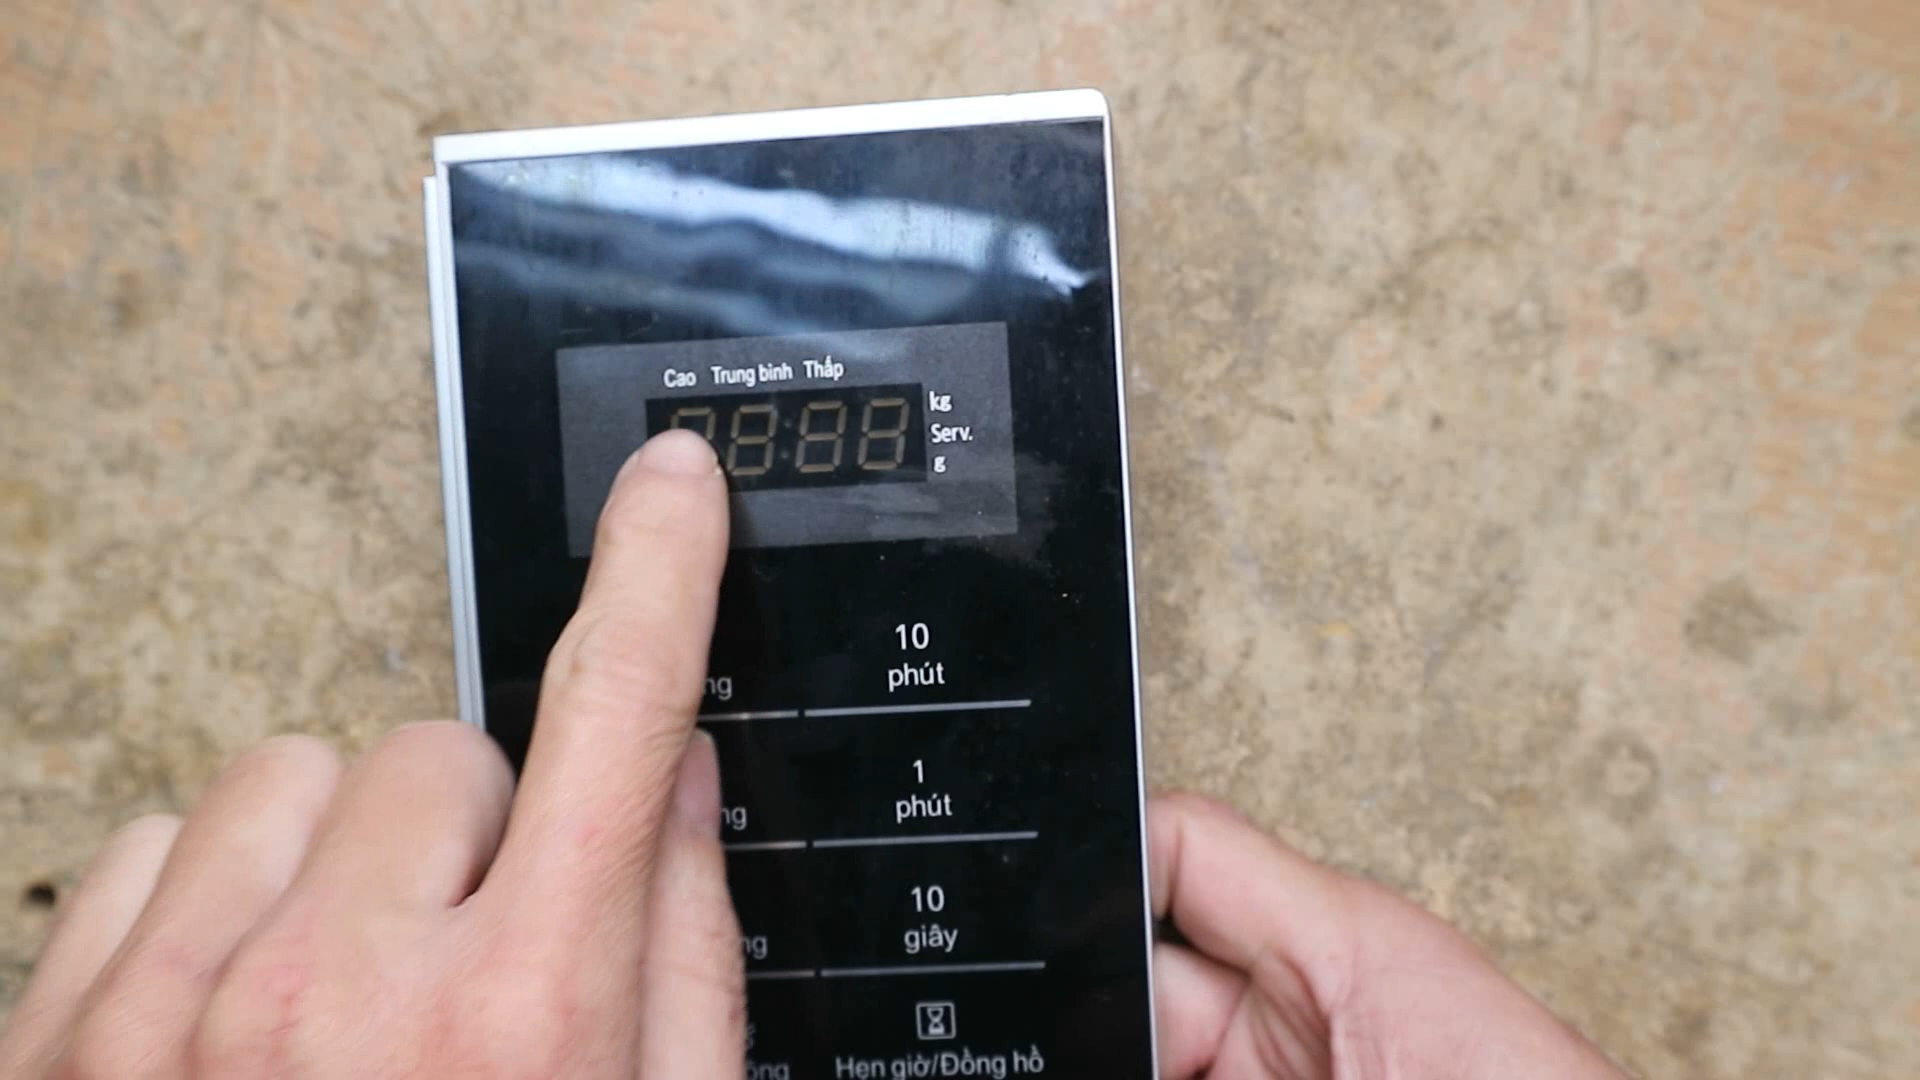 Cao Trung bình Thấp
kg
Serv.
g
10
phút
1
phút
10
giây
Hẹn giờ/Đồng hồ